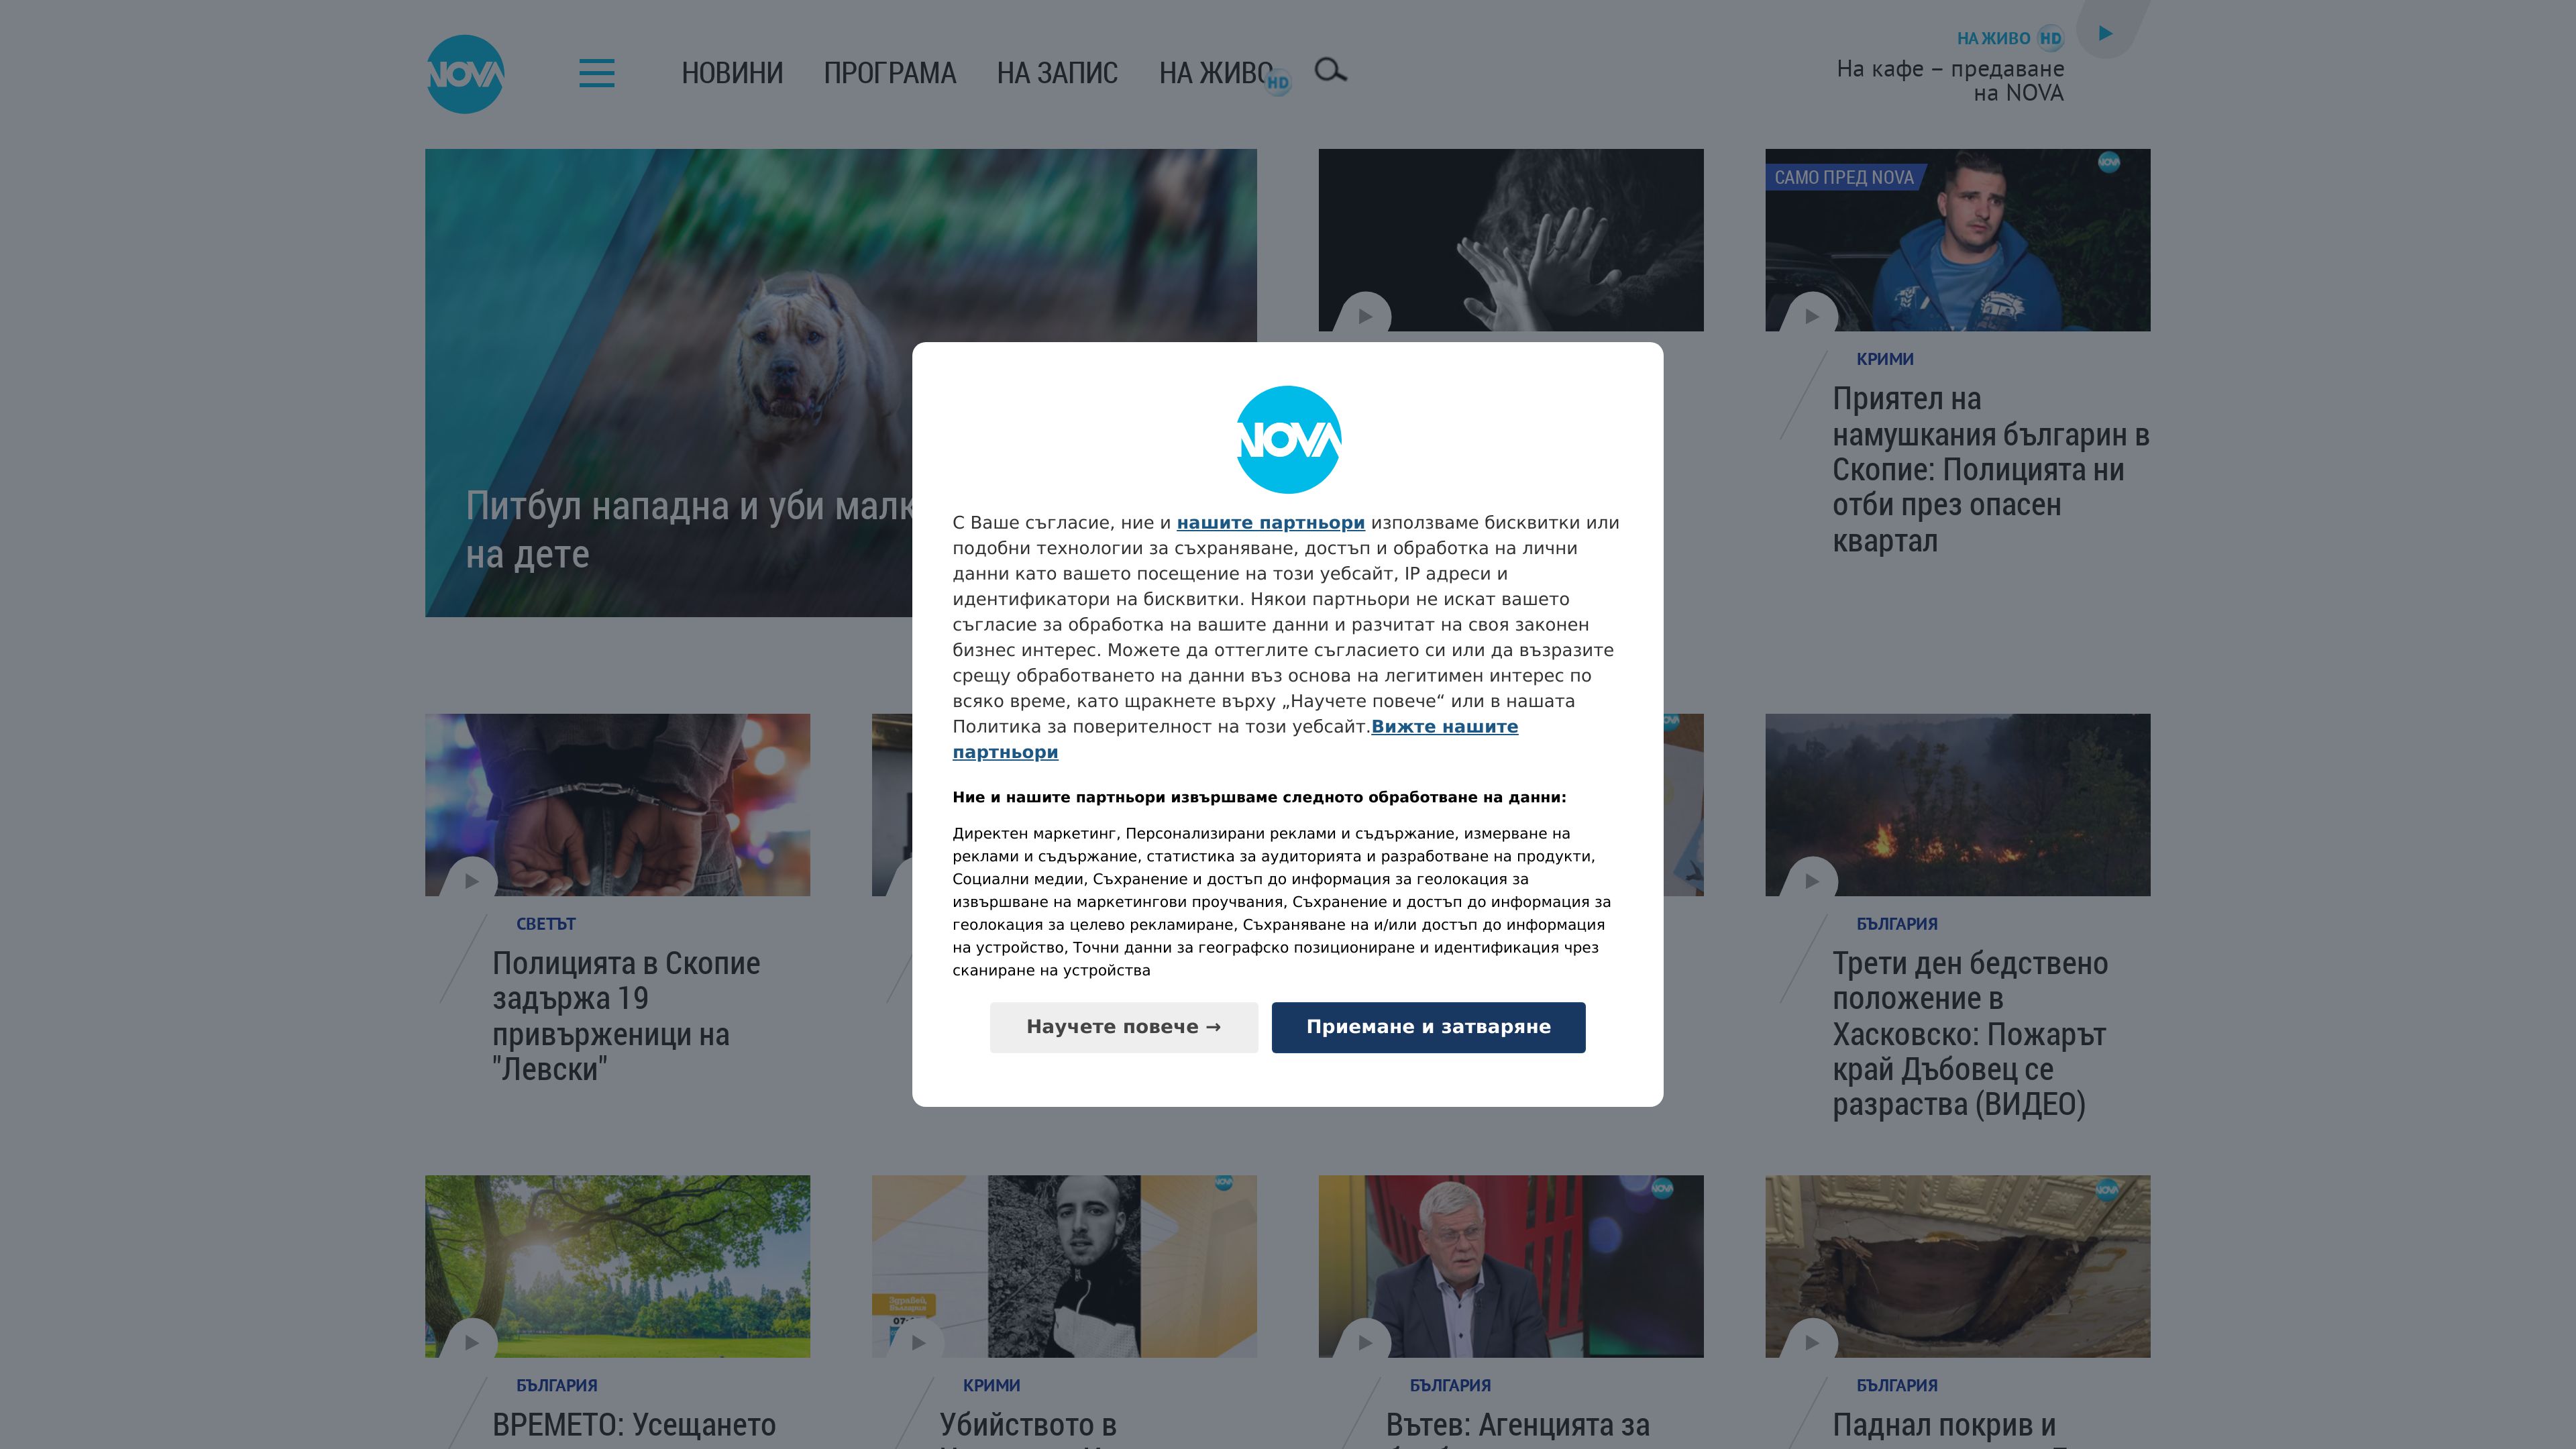 NOVA
НОВИНИ
ПРОГРАМА
НА ЗАПИС
НА ЖИВО
HD
НА ЖИВО HD
На кафе – предаване
на NOVA
Питбул нападна и уби
на дете
САМО ПРЕД NOVA
NOVA
КРИМИ
Приятел на
намушкания българин в
Скопие: Полицията ни
отби през опасен
квартал
NOVA
С Ваше съгласие, ние и нашите партньори използваме бисквитки или
подобни технологии за съхраняване, достъп и обработка на лични
данни като вашето посещение на този уебсайт, IP адреси и
идентификатори на бисквитки. Някои партньори не искат вашето
съгласие за обработка на вашите данни и разчитат на своя законен
бизнес интерес. Можете да оттеглите съгласието си или да възразите
срещу обработването на данни въз основа на легитимен интерес по
всяко време, като щракнете върху „Научете повече“ или в нашата
Политика за поверителност на този уебсайт.Вижте нашите
партньори
Ние и нашите партньори извършваме следното обработване на данни:
Директен маркетинг, Персонализирани реклами и съдържание, измерване на
реклами и съдържание, статистика за аудиторията и разработване на продукти,
Социални медии, Съхранение и достъп до информация за геолокация за
извършване на маркетингови проучвания, Съхранение и достъп до информация за
геолокация за целево рекламиране, Съхраняване на и/или достъп до информация
на устройство, Точни данни за географско позициониране и идентификация чрез
сканиране на устройства
Научете повече →
Приемане и затваряне
СВЕТЪТ
Полицията в Скопие
задържа 19
привърженици на
"Левски"
БЪЛГАРИЯ
Трети ден бедствено
положение в
Хасковско: Пожарът
край Дъбовец се
разраства (ВИДЕО)
Здравей,
България
NOVA
NOVA
NOVA
БЪЛГАРИЯ
ВРЕМЕТО: Усещането
КРИМИ
Убийството в
БЪЛГАРИЯ
Вътев: Агенцията за
БЪЛГАРИЯ
Паднал покрив и